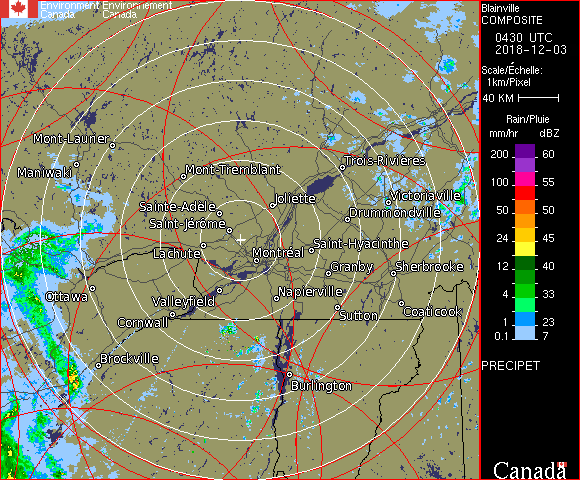 Environment Environnement
Canada Canada
Blainville
COMPOSITE
0430 UTC
2018-12-03
Scale/Échelle:
1km/Pixel
40 KM
Rain/Pluie
mm/hr dBZ
200 60
100 55
50 50
24 45
12 40
4 33
1 23
0.1 7
PRECIPET
Canada
Mont-Laurier
Maniwaki
Mont-Tremblant
Trois-Rivières
Joliette
Victoriaville
Sainte-Adele
Drummondville
Saint-Jérôme
Lachute
Montréal
Saint-Hyacinthe
Granby
Sherbrooke
Ottawa
Valleyfield
Napierville
Cornwall
Sutton
Coaticook
Brockville
Burlington